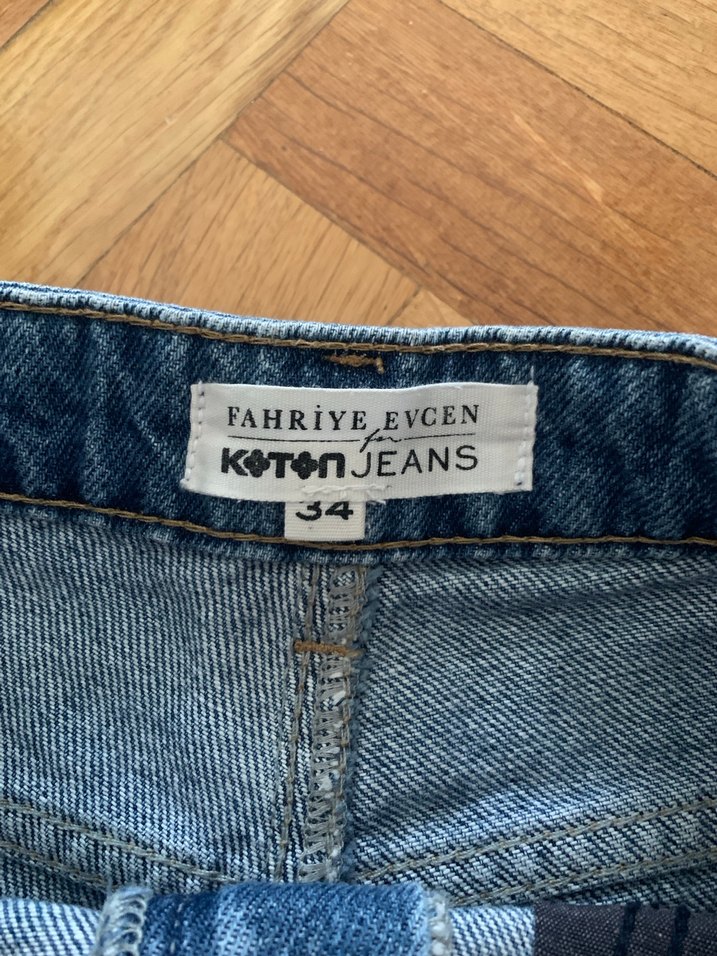 FAHRİYE EVCEN
for
KOTON JEANS
34